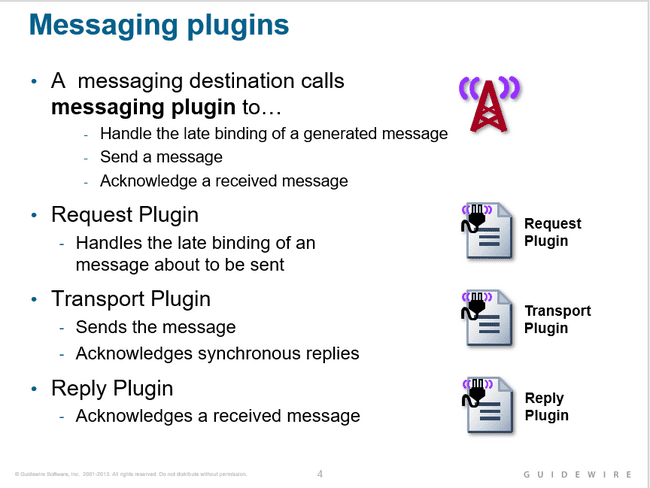 Messaging plugins
• A messaging destination calls
messaging plugin to…
- Handle the late binding of a generated message
- Send a message
- Acknowledge a received message
• Request Plugin
- Handles the late binding of an
message about to be sent
Request
Plugin
• Transport Plugin
- Sends the message
- Acknowledges synchronous replies
Transport
Plugin
• Reply Plugin
- Acknowledges a received message
Reply
Plugin
© Guidewire Software, Inc. 2001-2013. All rights reserved. Do not distribute without permission.
4
GUIDEWIRE